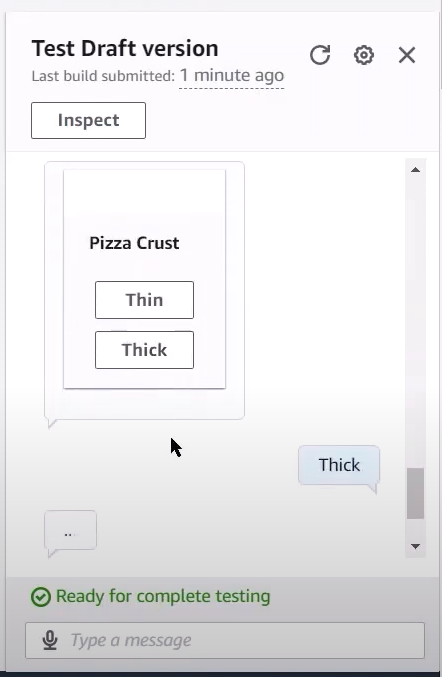 Test Draft version
Last build submitted: 1 minute ago
Inspect
Pizza Crust
Thin
Thick
Thick
...
Ready for complete testing
Type a message